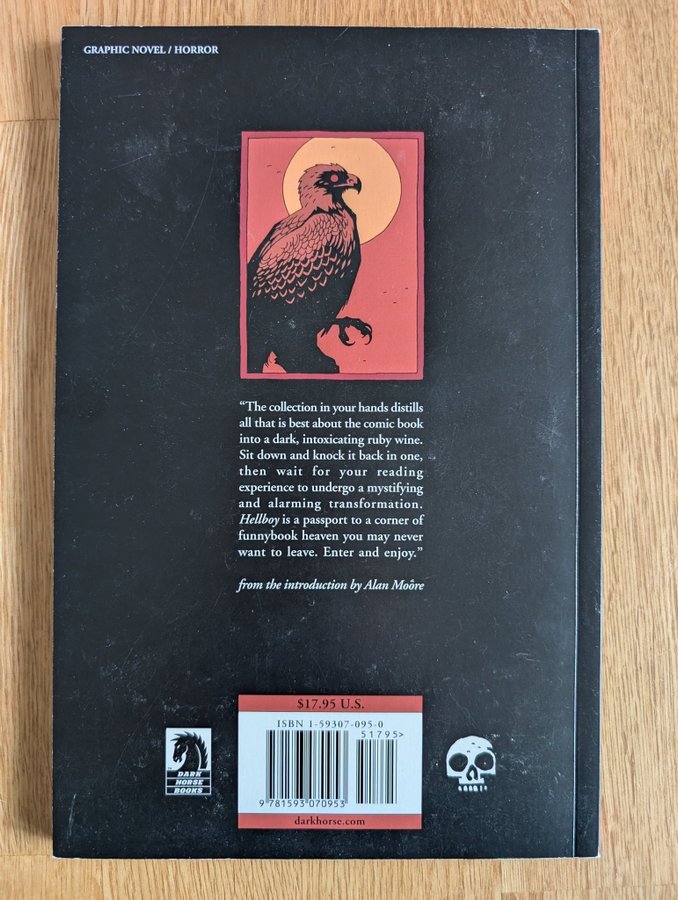 GRAPHIC NOVEL / HORROR
“The collection in your hands distills
all that is best about the comic book
into a dark, intoxicating ruby wine.
Sit down and knock it back in one,
then wait for your reading
experience to undergo a mystifying
and alarming transformation.
Hellboy is a passport to a corner of
funnybook heaven you may never
want to leave. Enter and enjoy.”
from the introduction by Alan Moore
$17.95 U.S.
ISBN 1-59307-095-0
51795>
9 781593 070953
darkhorse.com
DARK
HORSE
BOOKS